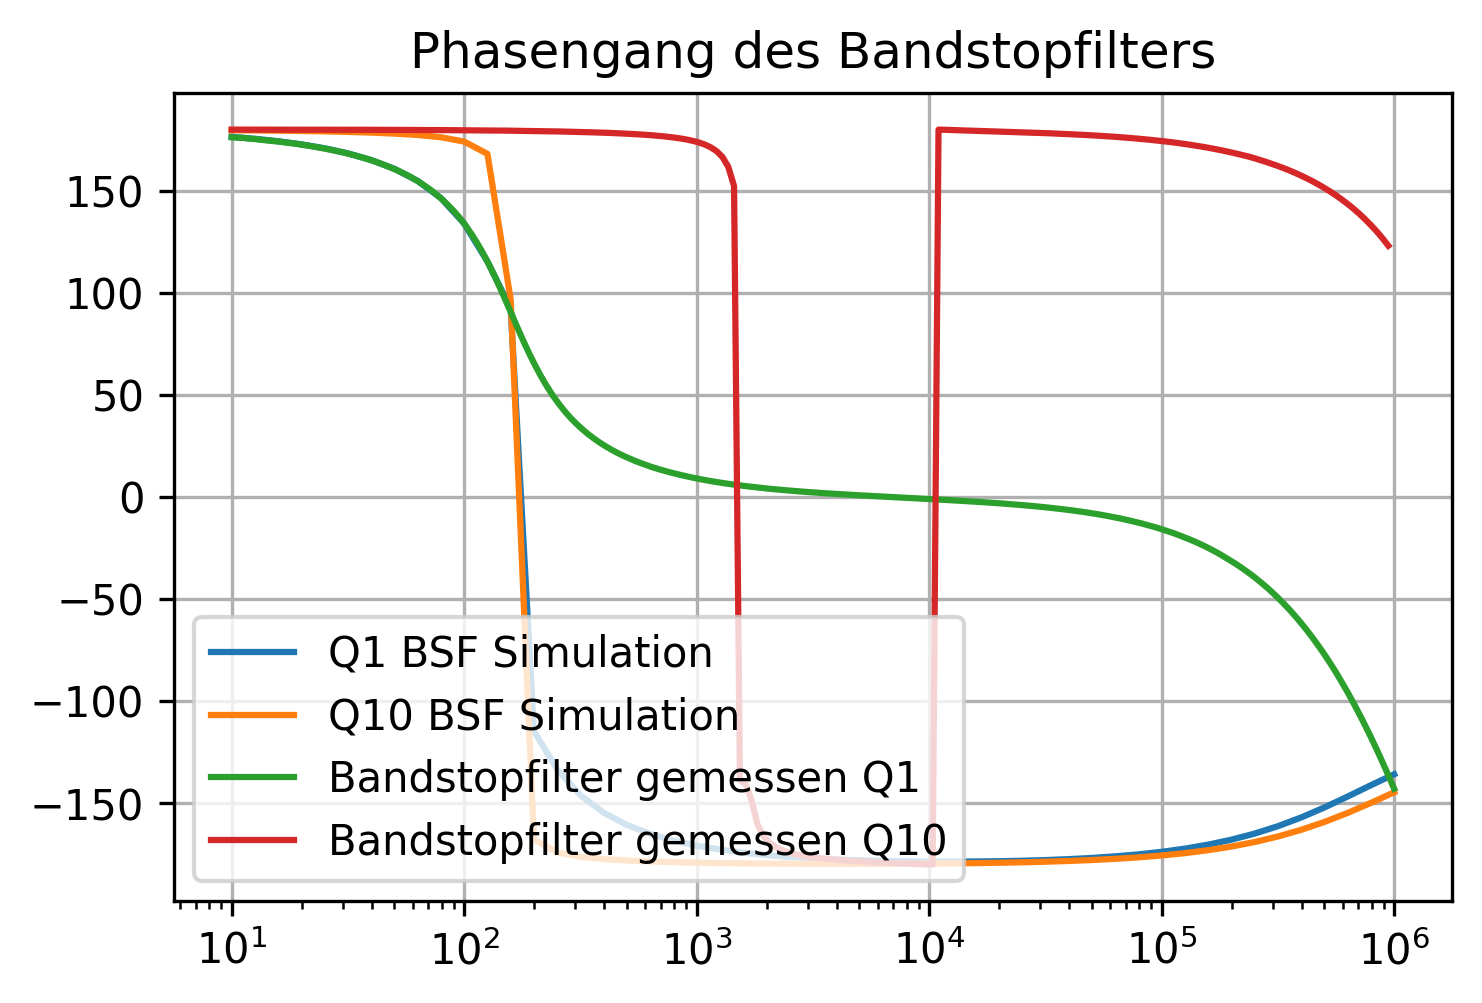 Phasengang des Bandstopfilters
150
100
50
0
−50
−100
−150
Q1 BSF Simulation
Q10 BSF Simulation
Bandstopfilter gemessen Q1
Bandstopfilter gemessen Q10
10¹ 10² 10³ 10⁴ 10⁵ 10⁶